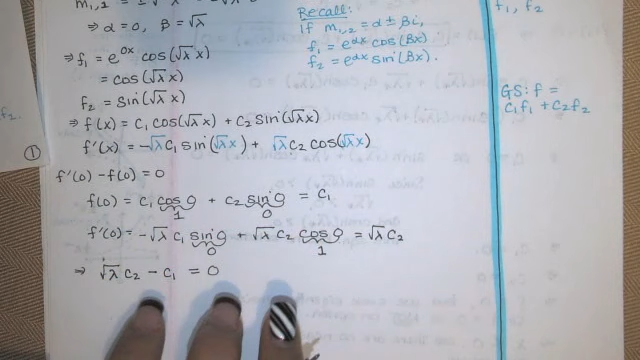 m₁,₂ = ± √λ
⇒ α = 0, β = √λ
⇒ f₁ = e⁰ˣ cos(√λ x)
= cos(√λ x)
f₂ = sin(√λ x)
⇒ f(x) = c₁ cos(√λ x) + c₂ sin(√λ x)
f'(x) = -√λ c₁ sin(√λ x) + √λ c₂ cos(√λ x)
f'(0) - f(0) = 0
f(0) = c₁ cos 0 + c₂ sin 0 = c₁
1 0
f'(0) = -√λ c₁ sin 0 + √λ c₂ cos 0 = √λ c₂
0 1
⇒ √λ c₂ - c₁ = 0
Recall:
if m₁,₂ = α ± βi,
f₁ = e^αx cos(βx)
f₂ = e^αx sin(βx).
f₁, f₂
GS: f =
c₁f₁ + c₂f₂
f₂.
①